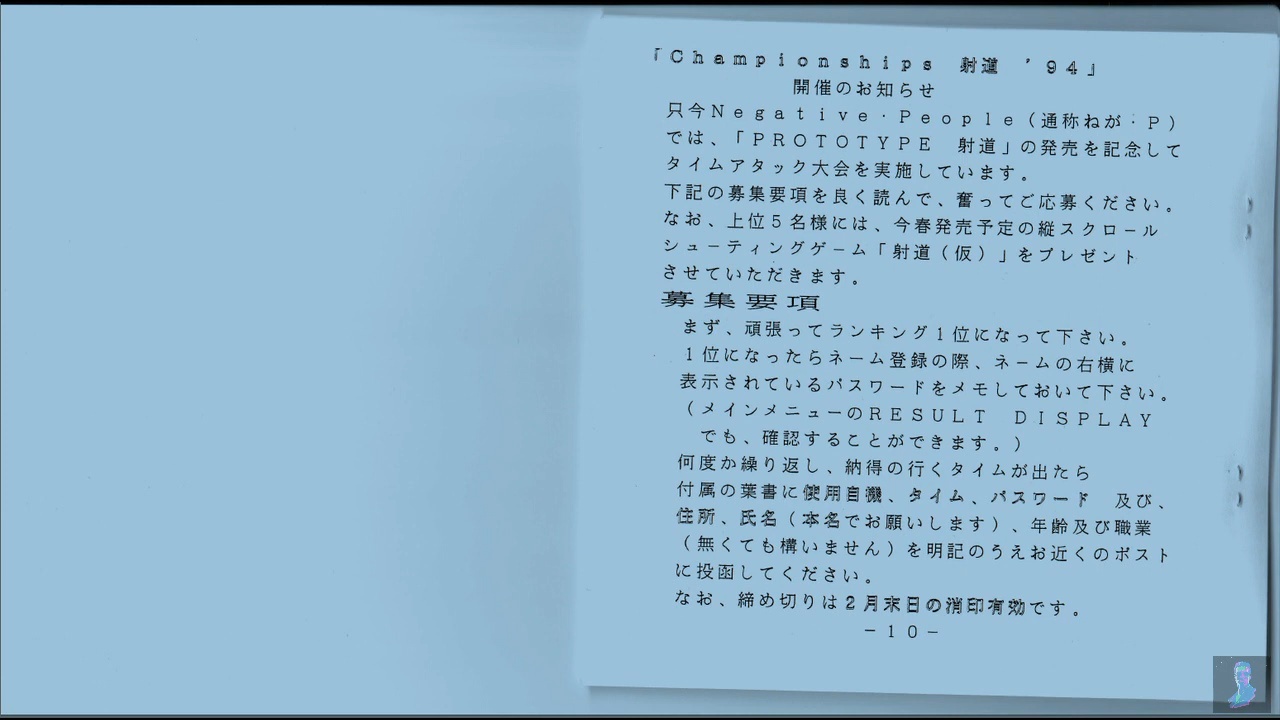 「Championships 射道 '94」
開催のお知らせ
只今Negative・People(通称ねが・P)
では、「PROTOTYPE 射道」の発売を記念して
タイムアタック大会を実施しています。
下記の募集要項を良く読んで、奮ってご応募ください。
なお、上位5名様には、今春発売予定の縦スクロール
シューティングゲーム「射道(仮)」をプレゼント
させていただきます。
募集要項
まず、頑張ってランキング1位になって下さい。
1位になったらネーム登録の際、ネームの右横に
表示されているパスワードをメモしておいて下さい。
(メインメニューのRESULT DISPLAY
でも、確認することができます。)
何度か繰り返し、納得の行くタイムが出たら
付属の葉書に使用自機、タイム、パスワード 及び、
住所、氏名(本名でお願いします)、年齢及び職業
(無くても構いません)を明記のうえお近くのポスト
に投函してください。
なお、締め切りは2月末日の消印有効です。
-10-